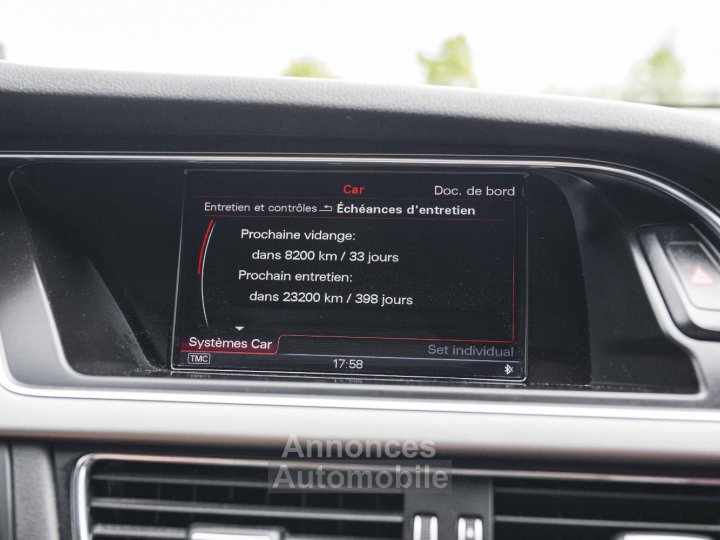 Car
Doc. de bord
Entretien et contrôles Échéances d'entretien
Prochaine vidange:
dans 8200 km / 33 jours
Prochain entretien:
dans 23200 km / 398 jours
Systèmes Car
Set individual
TMC
17:58
Annonces
Automobile